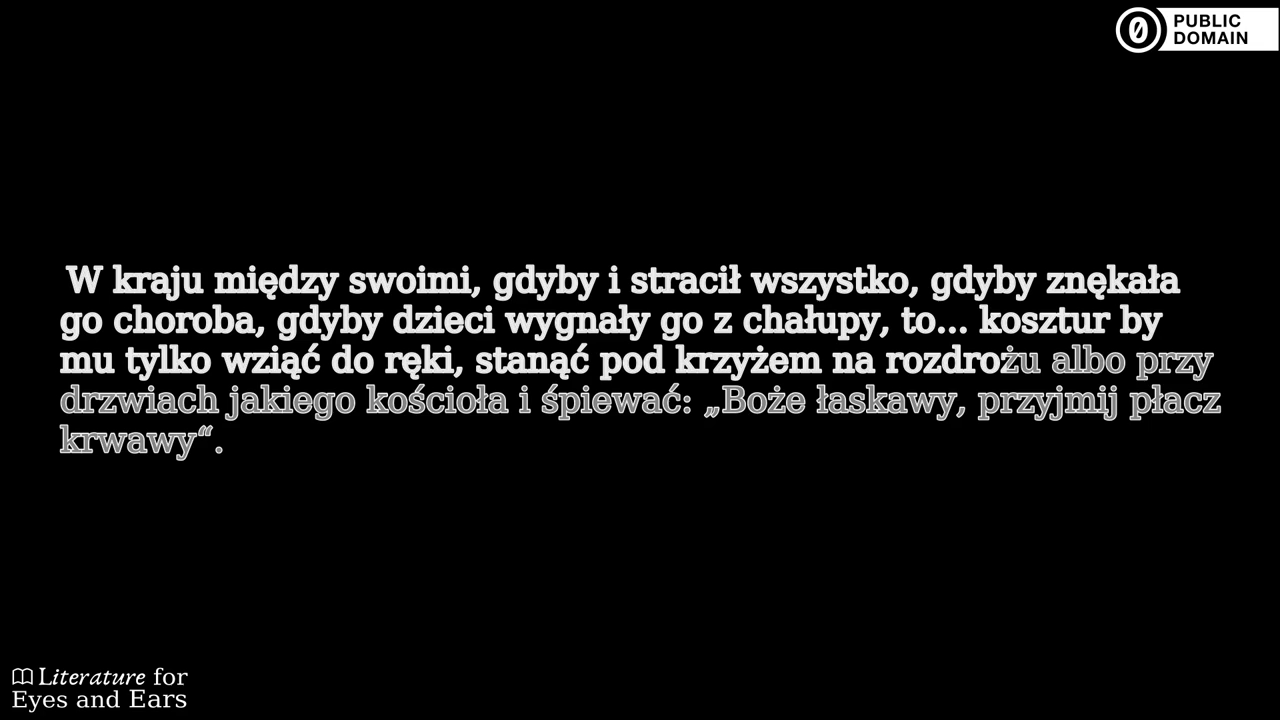 PUBLIC
DOMAIN
W kraju między swoimi, gdyby i stracił wszystko, gdyby znękała
go choroba, gdyby dzieci wygnały go z chałupy, to... kosztur by
mu tylko wziąć do ręki, stanąć pod krzyżem na rozdrożu albo przy
drzwiach jakiego kościoła i śpiewać: „Boże łaskawy, przyjmij płacz
krwawy“.
Literature for
Eyes and Ears